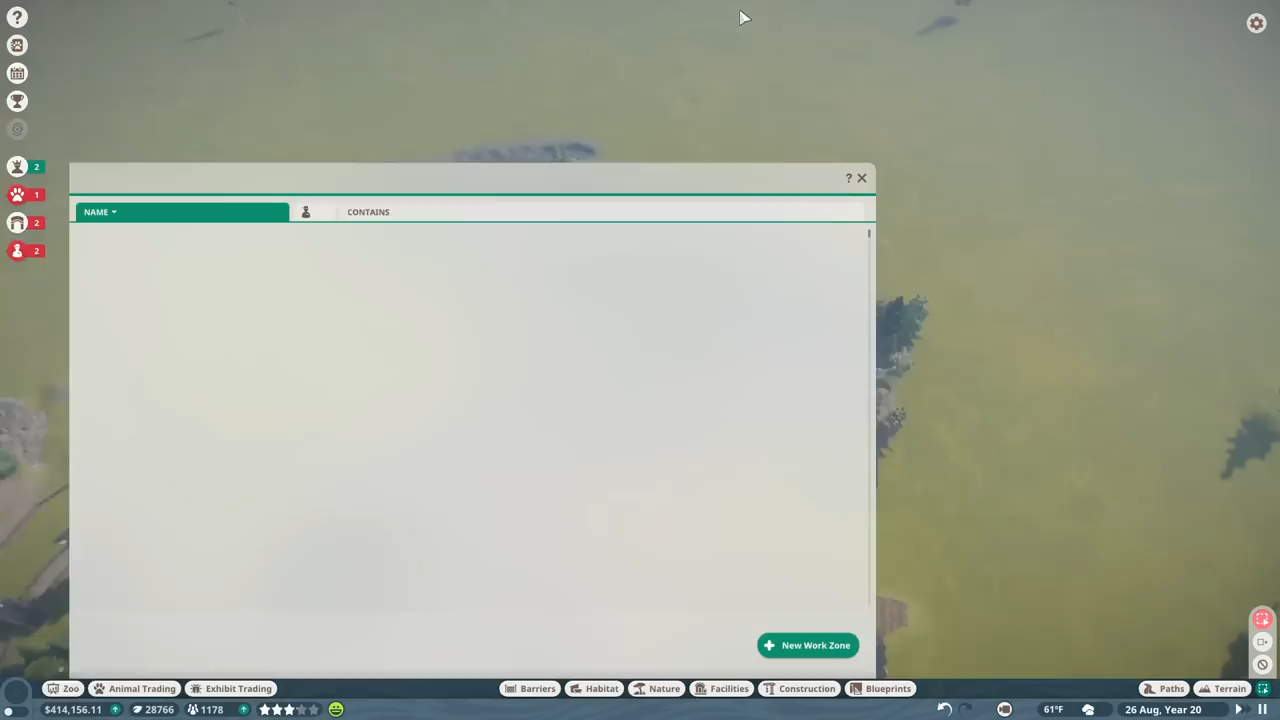 ?
2
1
2
2
? ✕
NAME CONTAINS
+ New Work Zone
Zoo Animal Trading Exhibit Trading Barriers Habitat Nature Facilities Construction Blueprints Paths Terrain
$414,156.11 28766 1178 61°F 26 Aug, Year 20